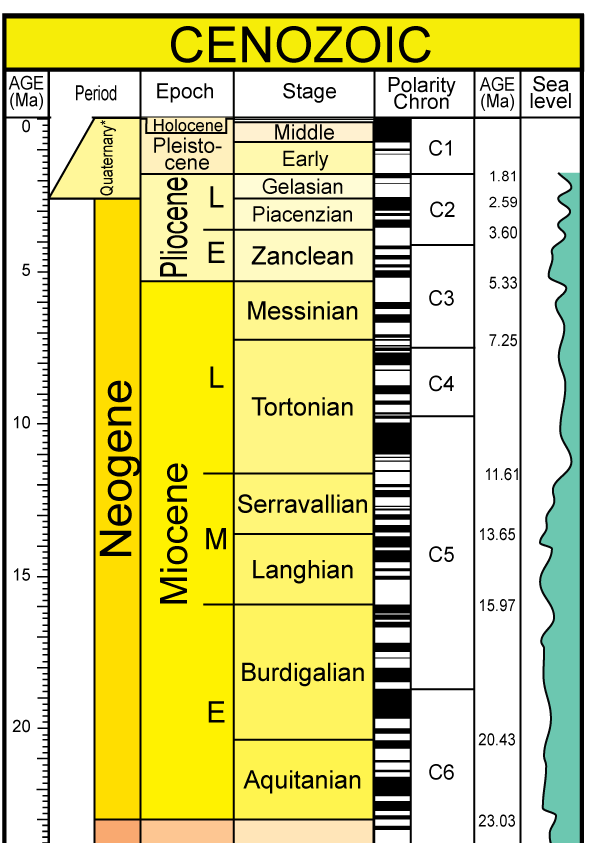 CENOZOIC
AGE
(Ma)
Period
Epoch
Stage
Polarity
Chron
AGE
(Ma)
Sea
level
0
5
10
15
20
Quaternary*
Neogene
Holocene
Pleisto-
cene
Pliocene
L
E
Miocene
L
M
E
Middle
Early
Gelasian
Piacenzian
Zanclean
Messinian
Tortonian
Serravallian
Langhian
Burdigalian
Aquitanian
C1
C2
C3
C4
C5
C6
1.81
2.59
3.60
5.33
7.25
11.61
13.65
15.97
20.43
23.03